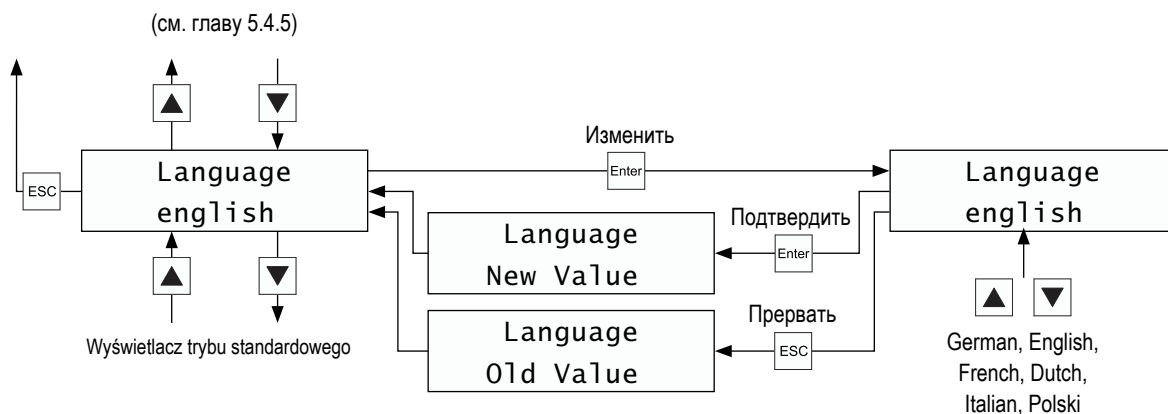 (см. главу 5.4.5)
Изменить
ESC
Language
english
Enter
Language
english
Language
New Value
Подтвердить
Enter
Language
Old Value
Прервать
ESC
Wyświetlacz trybu standardowego
German, English,
French, Dutch,
Italian, Polski